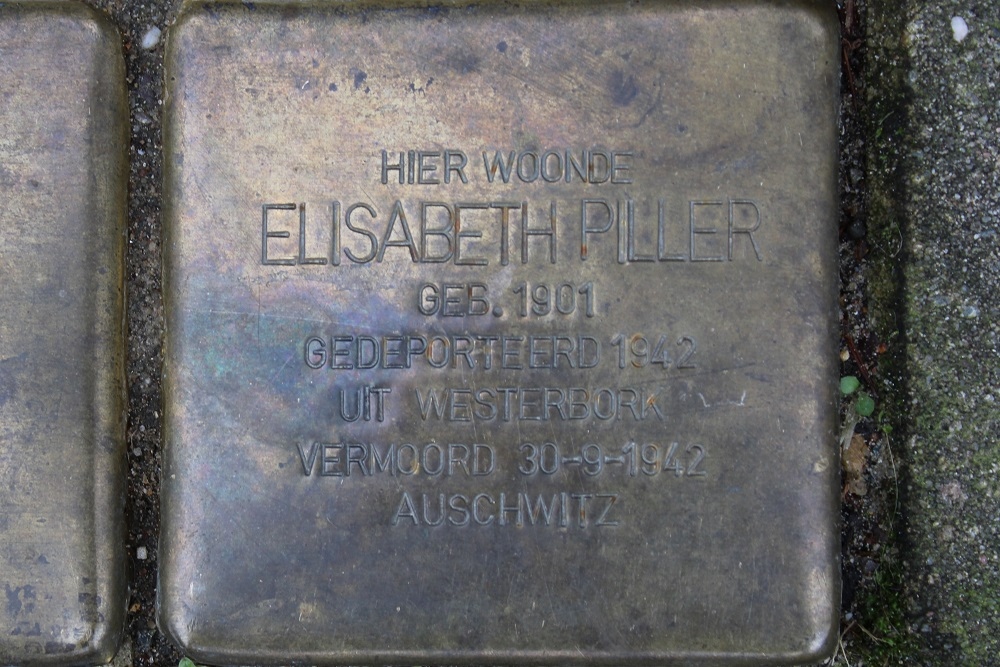 HIER WOONDE
ELISABETH PILLER
GEB. 1901
GEDEPORTEERD 1942
UIT WESTERBORK
VERMOORD 30-9-1942
AUSCHWITZ